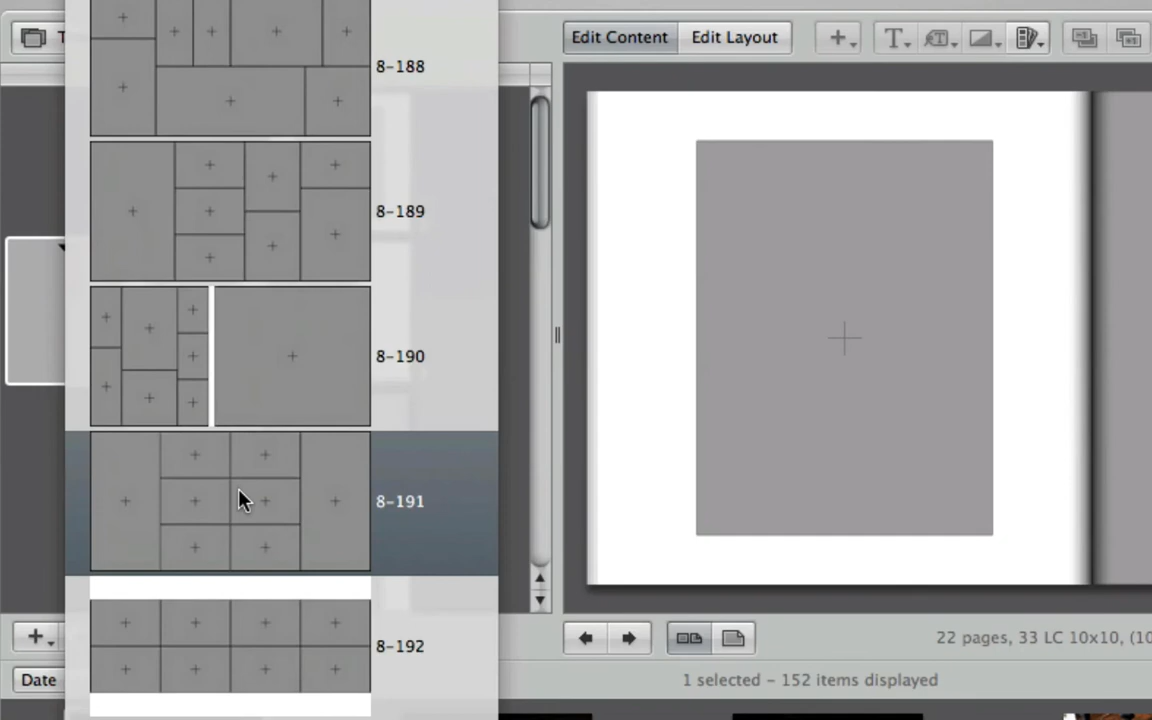 T
Edit Content
Edit Layout
T
T
8-188
8-189
8-190
8-191
8-192
22 pages, 33 LC 10x10, (10
Date
1 selected – 152 items displayed